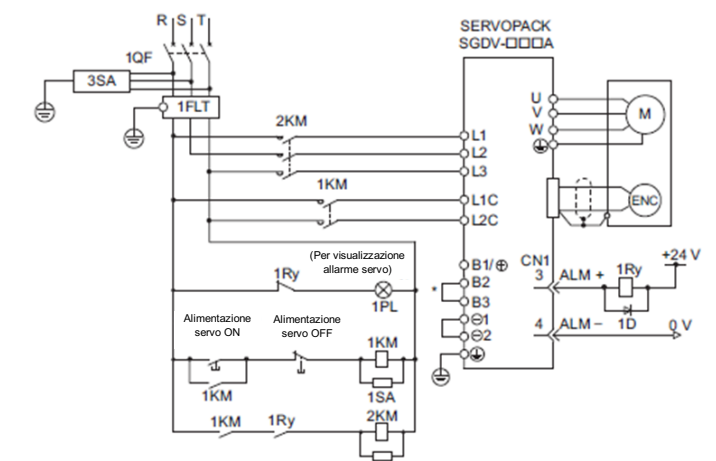 R S T
SERVOPACK
SGDV-□□□A
1QF
3SA
1FLT
2KM
L1
L2
L3
U
V
W
M
1KM
L1C
L2C
ENC
(Per visualizzazione
allarme servo)
B1/⊕
CN1
+24 V
1Ry
B2
3 ALM +
1Ry
*
1PL
B3
Alimentazione
servo ON
Alimentazione
servo OFF
⊖1
4 ALM − 1D 0 V
⊖2
1KM
1KM
1SA
1KM 1Ry 2KM
2SA